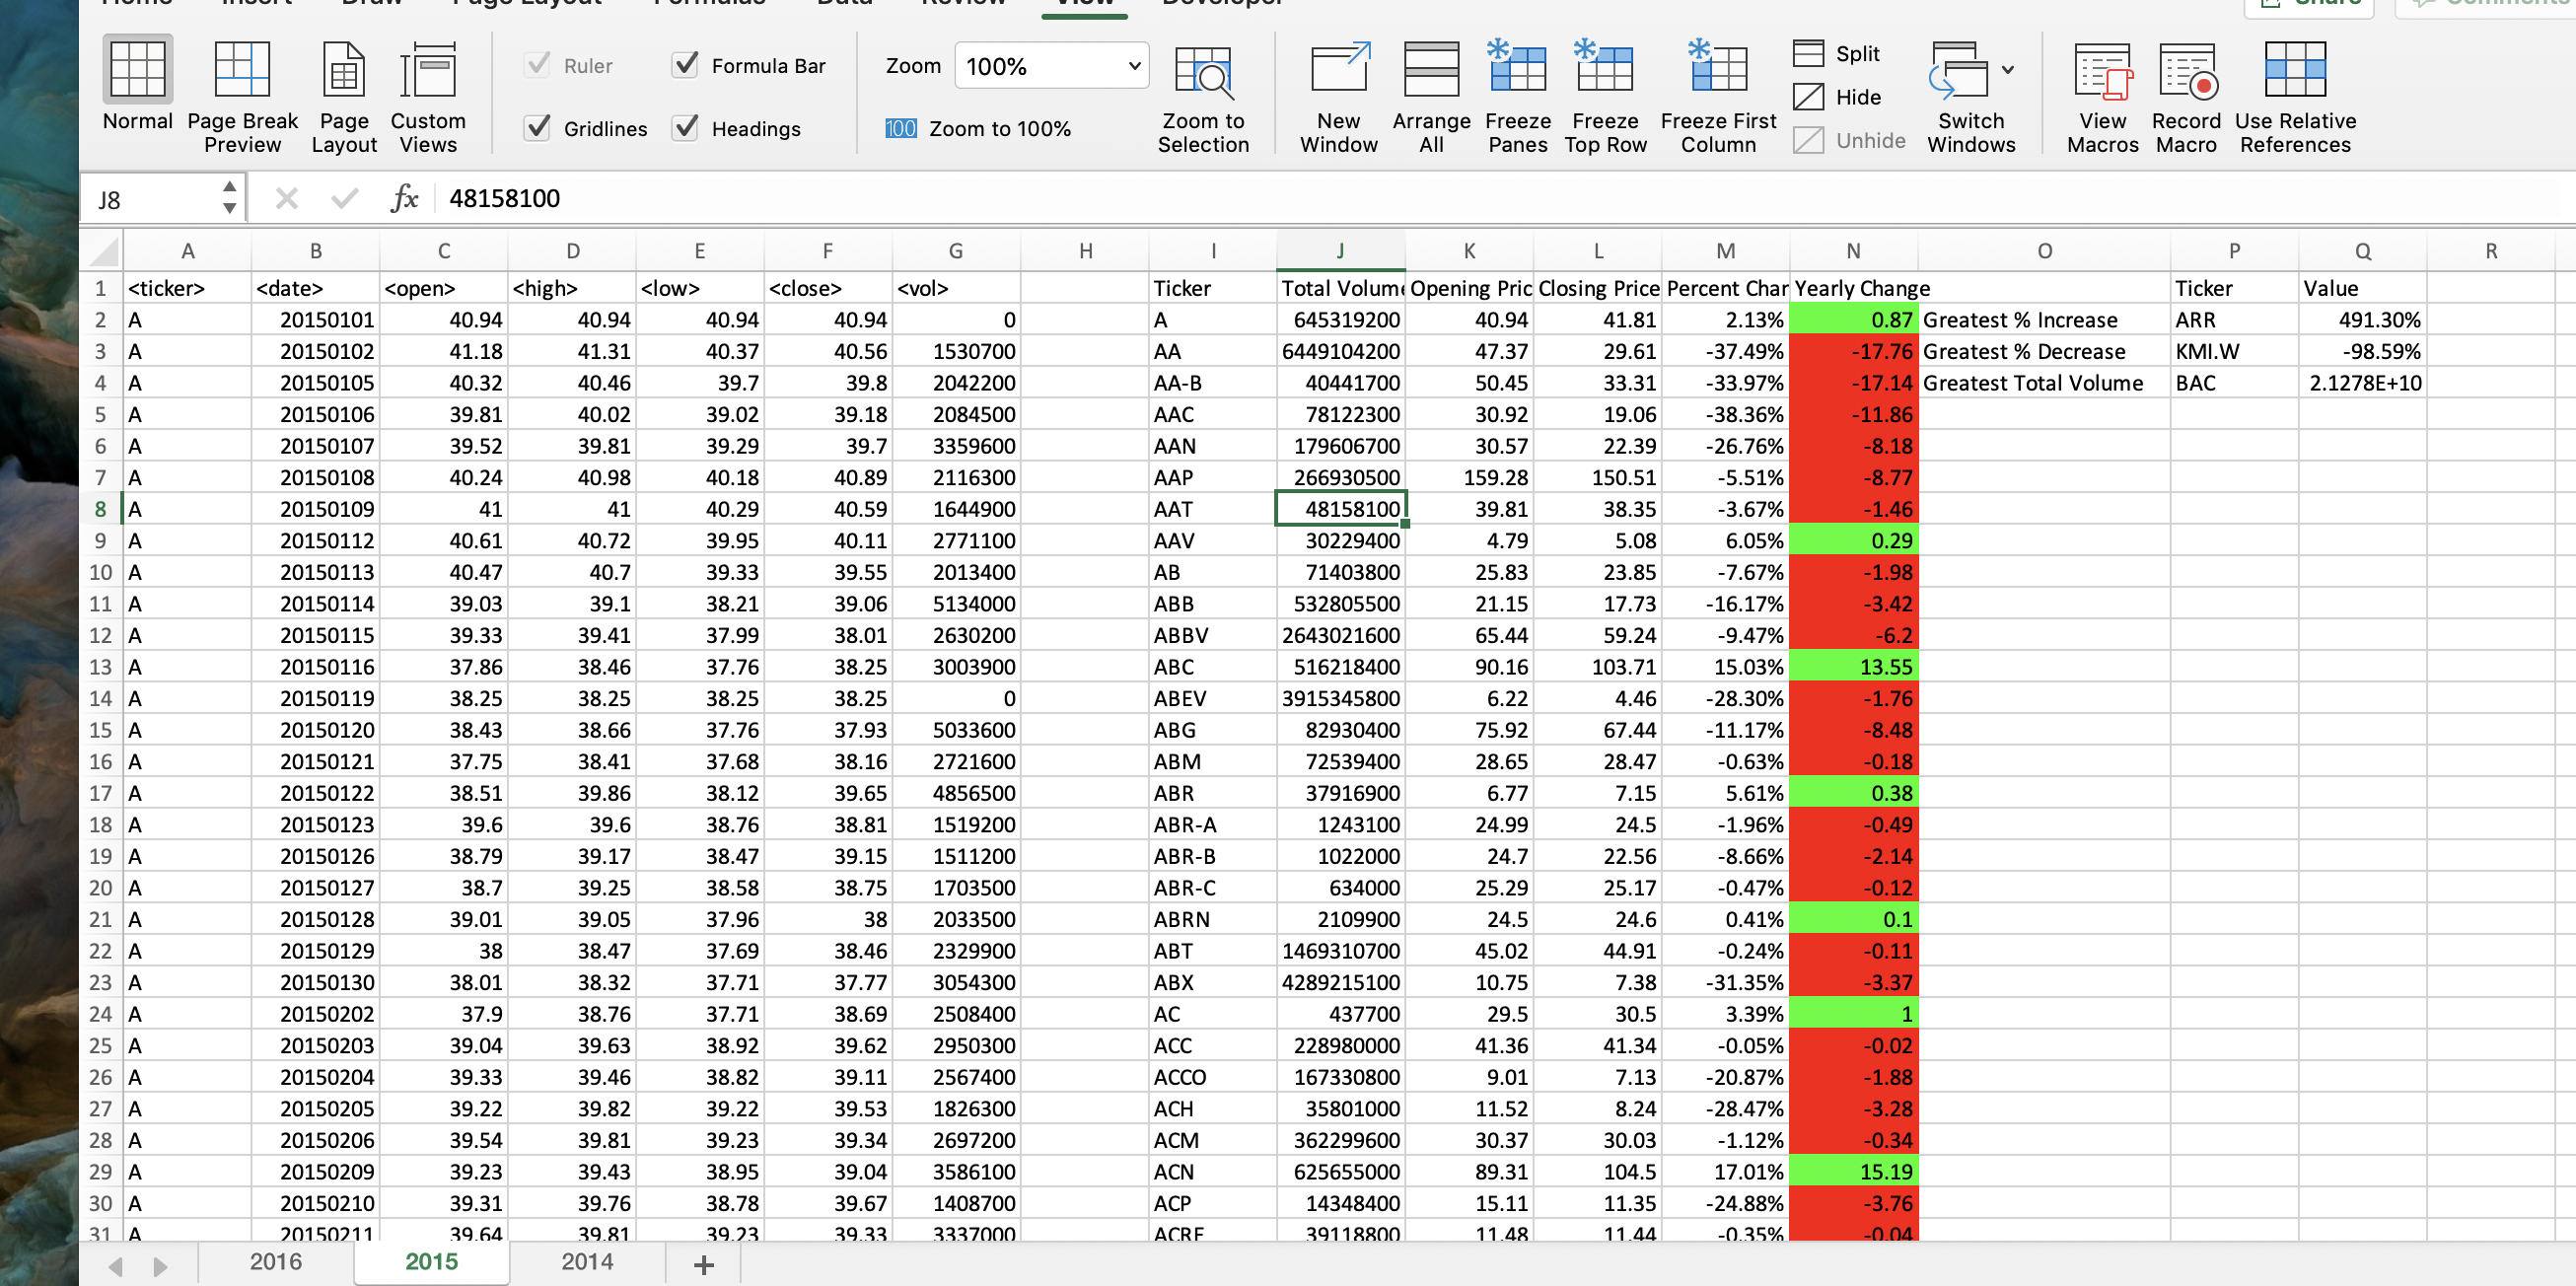 Home Insert Draw Page Layout Formulas Data Review View Developer Share Comments
Ruler Formula Bar Zoom 100% Split
Hide
Normal Page Break Preview Page Layout Custom Views Gridlines Headings 100 Zoom to 100% Zoom to Selection New Window Arrange All Freeze Panes Freeze Top Row Freeze First Column Unhide Switch Windows View Macros Record Macro Use Relative References
J8 fx 48158100
A B C D E F G H I J K L M N O P Q R
1 <ticker> <date> <open> <high> <low> <close> <vol> Ticker Total Volume Opening Pric Closing Price Percent Char Yearly Change Ticker Value
2 A 20150101 40.94 40.94 40.94 40.94 0 A 645319200 40.94 41.81 2.13% 0.87 Greatest % Increase ARR 491.30%
3 A 20150102 41.18 41.31 40.37 40.56 1530700 AA 6449104200 47.37 29.61 -37.49% -17.76 Greatest % Decrease KMI.W -98.59%
4 A 20150105 40.32 40.46 39.7 39.8 2042200 AA-B 40441700 50.45 33.31 -33.97% -17.14 Greatest Total Volume BAC 2.1278E+10
5 A 20150106 39.81 40.02 39.02 39.18 2084500 AAC 78122300 30.92 19.06 -38.36% -11.86
6 A 20150107 39.52 39.81 39.29 39.7 3359600 AAN 179606700 30.57 22.39 -26.76% -8.18
7 A 20150108 40.24 40.98 40.18 40.89 2116300 AAP 266930500 159.28 150.51 -5.51% -8.77
8 A 20150109 41 41 40.29 40.59 1644900 AAT 48158100 39.81 38.35 -3.67% -1.46
9 A 20150112 40.61 40.72 39.95 40.11 2771100 AAV 30229400 4.79 5.08 6.05% 0.29
10 A 20150113 40.47 40.7 39.33 39.55 2013400 AB 71403800 25.83 23.85 -7.67% -1.98
11 A 20150114 39.03 39.1 38.21 39.06 5134000 ABB 532805500 21.15 17.73 -16.17% -3.42
12 A 20150115 39.33 39.41 37.99 38.01 2630200 ABBV 2643021600 65.44 59.24 -9.47% -6.2
13 A 20150116 37.86 38.46 37.76 38.25 3003900 ABC 516218400 90.16 103.71 15.03% 13.55
14 A 20150119 38.25 38.25 38.25 38.25 0 ABEV 3915345800 6.22 4.46 -28.30% -1.76
15 A 20150120 38.43 38.66 37.76 37.93 5033600 ABG 82930400 75.92 67.44 -11.17% -8.48
16 A 20150121 37.75 38.41 37.68 38.16 2721600 ABM 72539400 28.65 28.47 -0.63% -0.18
17 A 20150122 38.51 39.86 38.12 39.65 4856500 ABR 37916900 6.77 7.15 5.61% 0.38
18 A 20150123 39.6 39.6 38.76 38.81 1519200 ABR-A 1243100 24.99 24.5 -1.96% -0.49
19 A 20150126 38.79 39.17 38.47 39.15 1511200 ABR-B 1022000 24.7 22.56 -8.66% -2.14
20 A 20150127 38.7 39.25 38.58 38.75 1703500 ABR-C 634000 25.29 25.17 -0.47% -0.12
21 A 20150128 39.01 39.05 37.96 38 2033500 ABRN 2109900 24.5 24.6 0.41% 0.1
22 A 20150129 38 38.47 37.69 38.46 2329900 ABT 1469310700 45.02 44.91 -0.24% -0.11
23 A 20150130 38.01 38.32 37.71 37.77 3054300 ABX 4289215100 10.75 7.38 -31.35% -3.37
24 A 20150202 37.9 38.76 37.71 38.69 2508400 AC 437700 29.5 30.5 3.39% 1
25 A 20150203 39.04 39.63 38.92 39.62 2950300 ACC 228980000 41.36 41.34 -0.05% -0.02
26 A 20150204 39.33 39.46 38.82 39.11 2567400 ACCO 167330800 9.01 7.13 -20.87% -1.88
27 A 20150205 39.22 39.82 39.22 39.53 1826300 ACH 35801000 11.52 8.24 -28.47% -3.28
28 A 20150206 39.54 39.81 39.23 39.34 2697200 ACM 362299600 30.37 30.03 -1.12% -0.34
29 A 20150209 39.23 39.43 38.95 39.04 3586100 ACN 625655000 89.31 104.5 17.01% 15.19
30 A 20150210 39.31 39.76 38.78 39.67 1408700 ACP 14348400 15.11 11.35 -24.88% -3.76
31 A 20150211 39.64 39.81 39.23 39.33 3337000 ACRE 39118800 11.48 11.44 -0.35% -0.04
2016 2015 2014 +